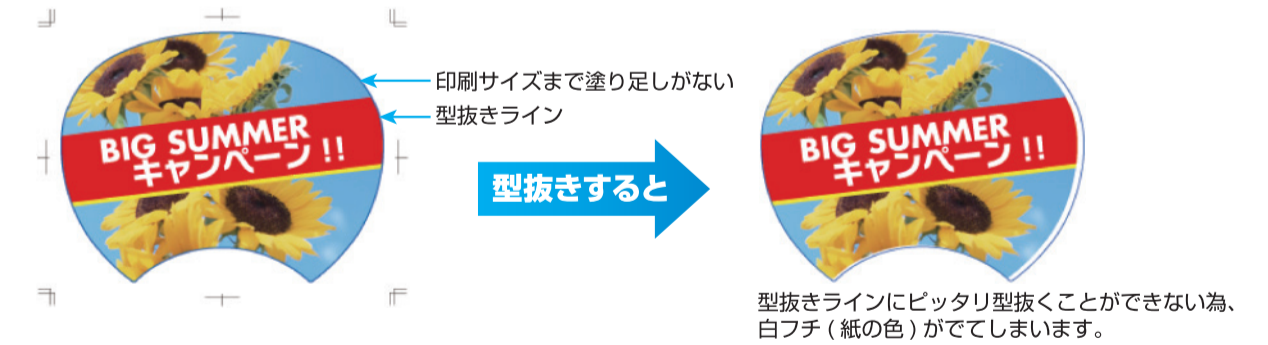 印刷サイズまで塗り足しがない
型抜きライン
BIG SUMMER
キャンペーン !!
型抜きすると
BIG SUMMER
キャンペーン !!
型抜きラインにピッタリ型抜くことができない為、
白フチ ( 紙の色 ) がでてしまいます。